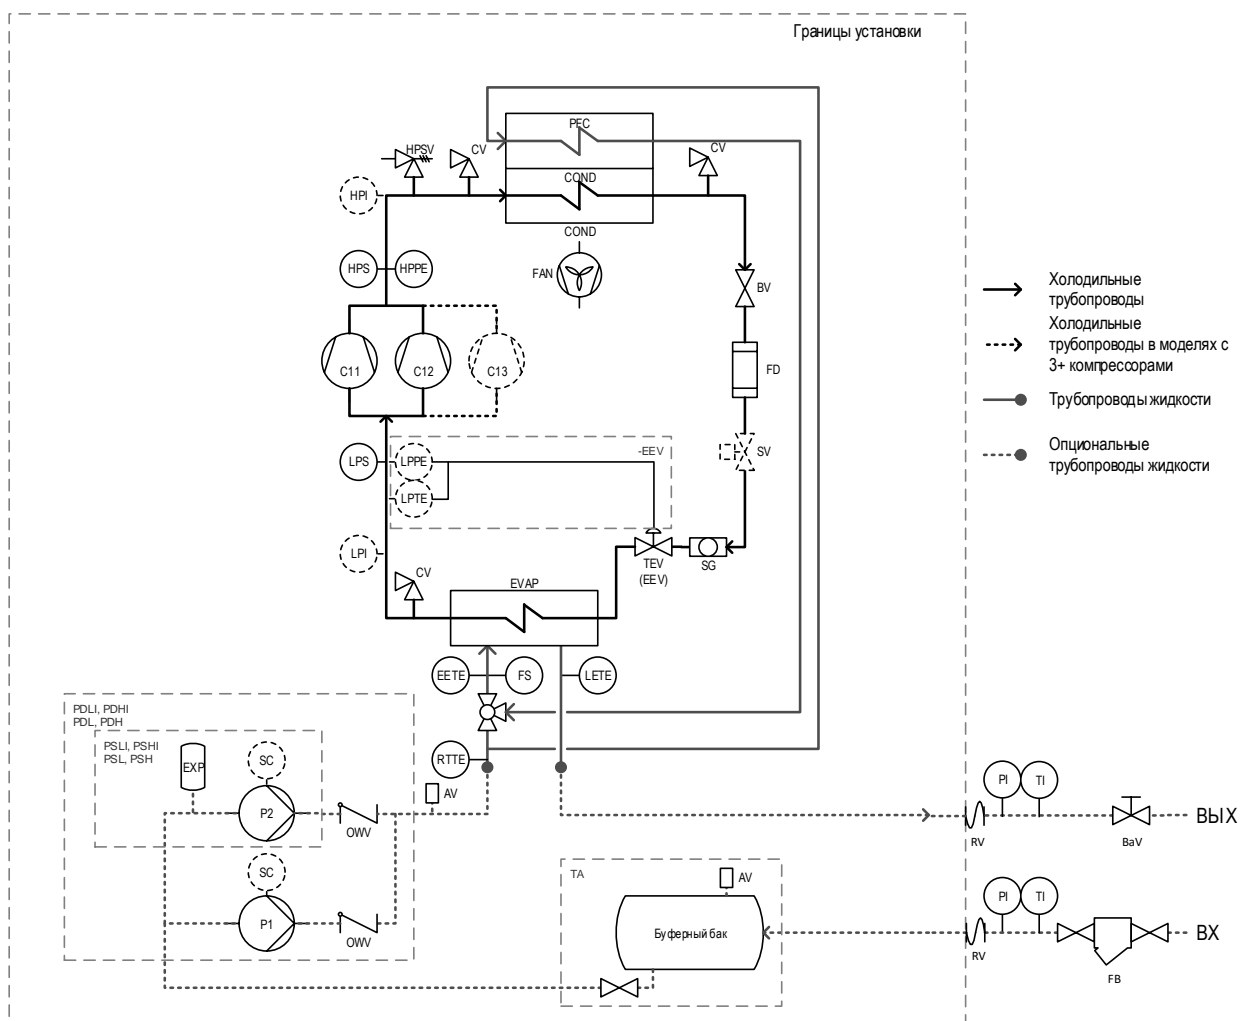 Границы установки
PFC
HPSV
CV
CV
COND
HPI
COND
HPS
HPPE
FAN
BV
Холодильные
трубопроводы
Холодильные
трубопроводы в моделях с
3+ компрессорами
C11
C12
C13
FD
Трубопроводы жидкости
-EEV
LPS
LPPE
SV
Опциональные
трубопроводы жидкости
LPTE
LPI
TEV
(EEV)
SG
CV
EVAP
EETE
FS
LETE
PDLI, PDHI
PDL, PDH
PSLI, PSHI
PSL, PSH
RTTE
EXP
SC
AV
PI
TI
P2
OWV
RV
BaV
ВЫХ
SC
TA
AV
PI
TI
P1
OWV
Буферный бак
RV
FB
ВХ